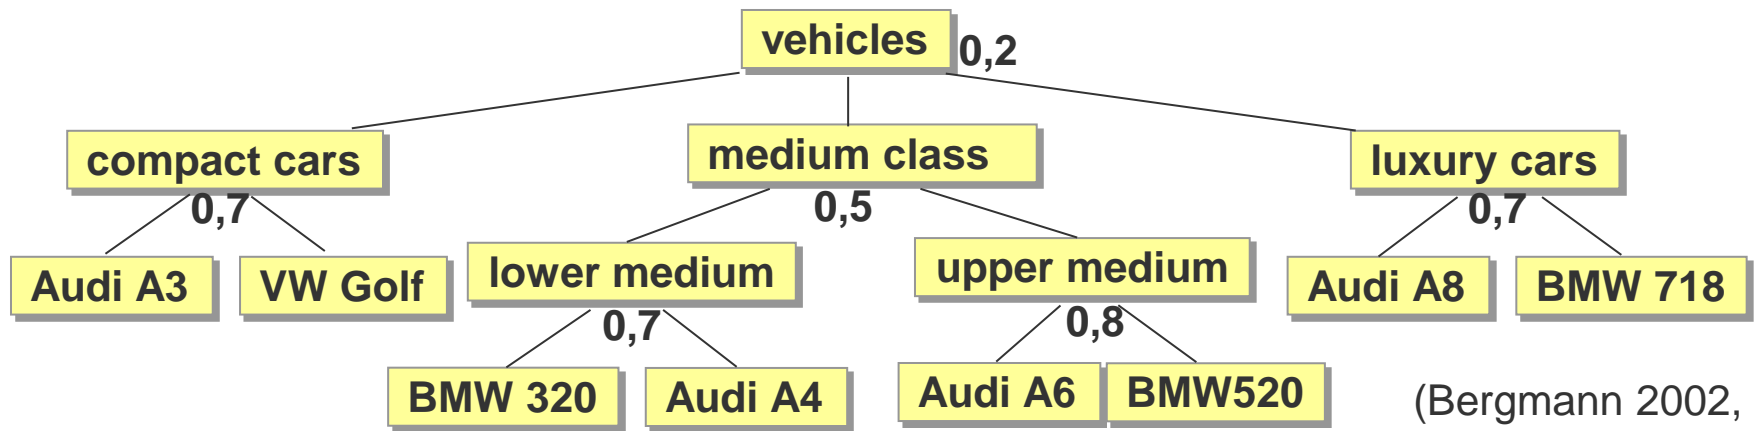 vehicles 0,2
compact cars
medium class
luxury cars
0,7
0,5
0,7
Audi A3
VW Golf
lower medium
upper medium
Audi A8
BMW 718
0,7
0,8
BMW 320
Audi A4
Audi A6
BMW520
(Bergmann 2002,